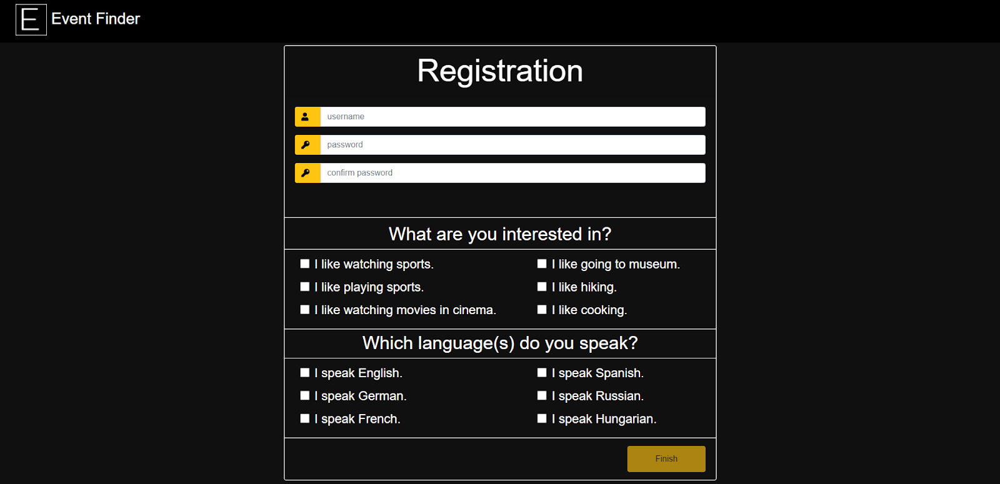 E Event Finder
Registration
username
password
confirm password
What are you interested in?
I like watching sports.
I like going to museum.
I like playing sports.
I like hiking.
I like watching movies in cinema.
I like cooking.
Which language(s) do you speak?
I speak English.
I speak Spanish.
I speak German.
I speak Russian.
I speak French.
I speak Hungarian.
Finish